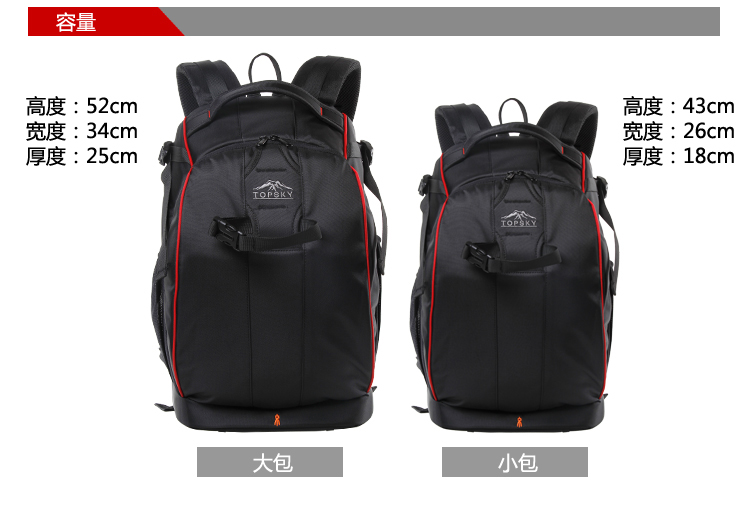 容量
高度：52cm
宽度：34cm
厚度：25cm
高度：43cm
宽度：26cm
厚度：18cm
TOPSKY
TOPSKY
大包
小包